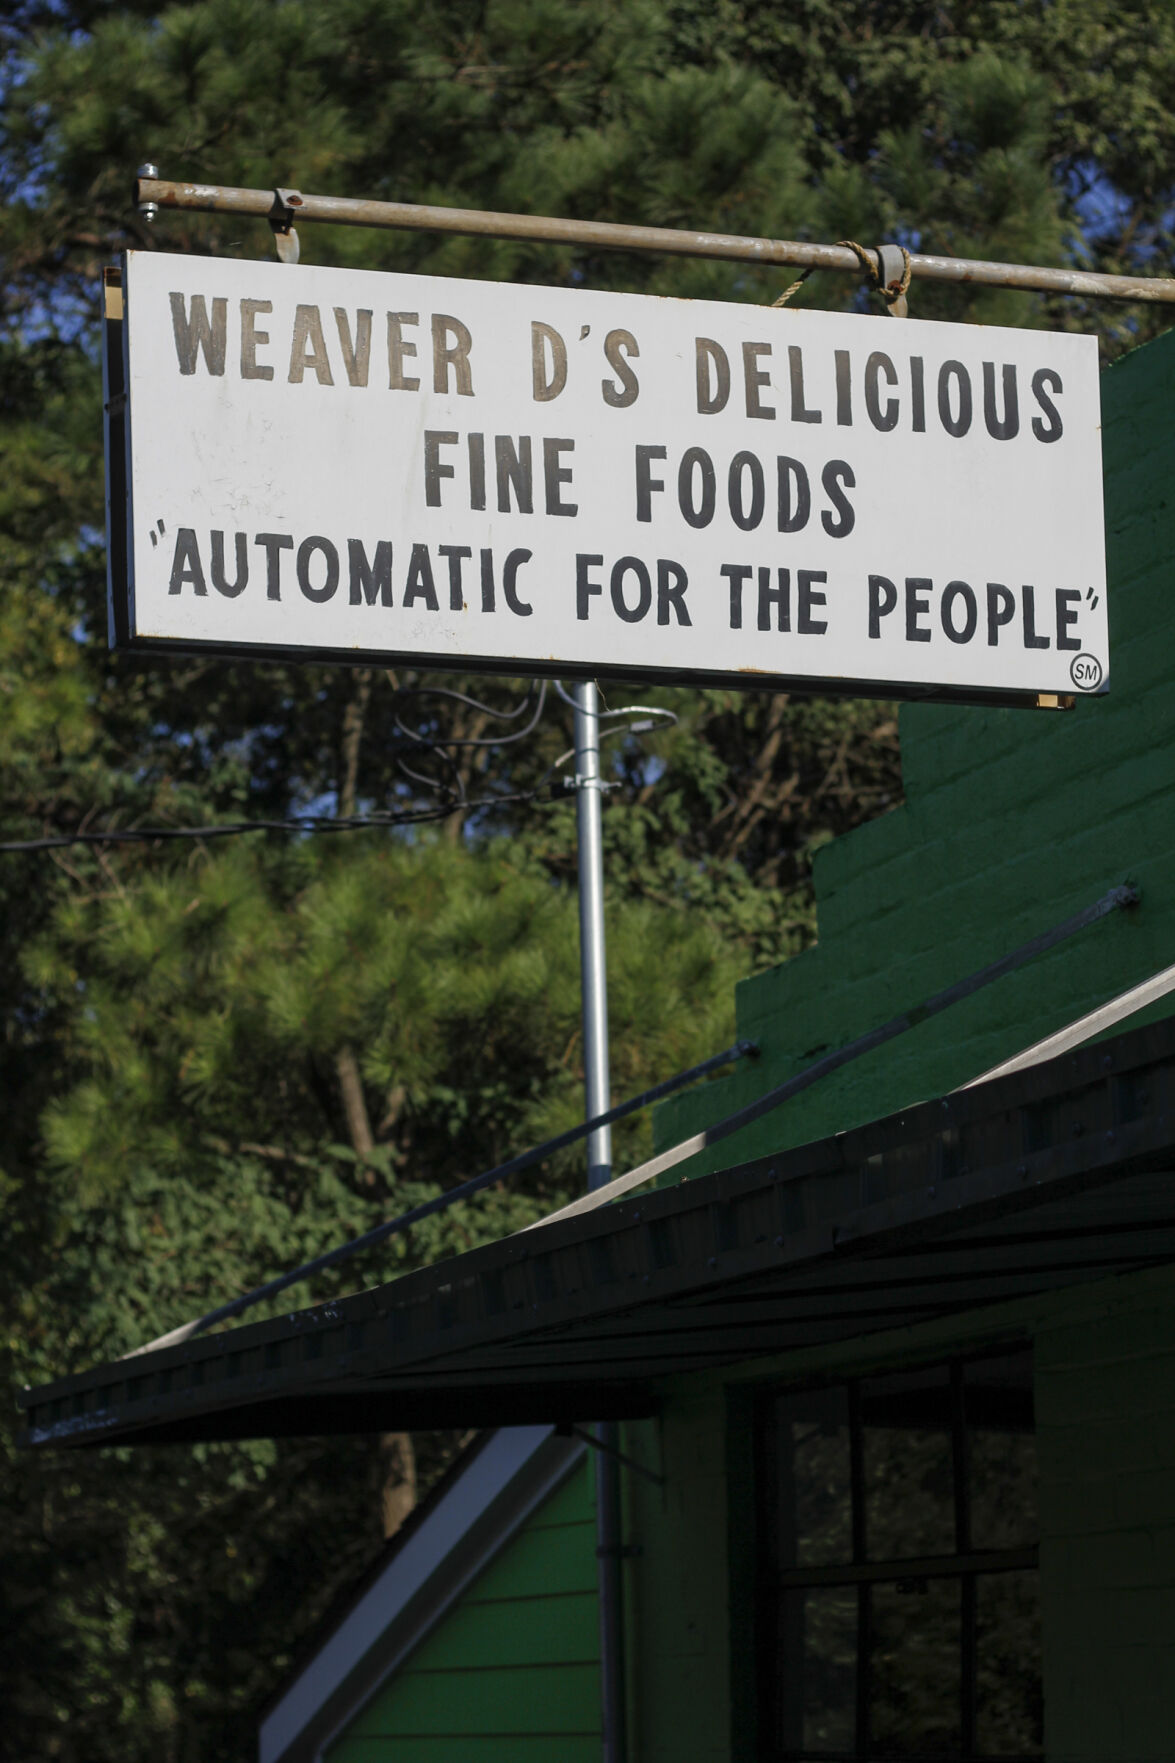 WEAVER D'S DELICIOUS
FINE FOODS
"AUTOMATIC FOR THE PEOPLE"
SM